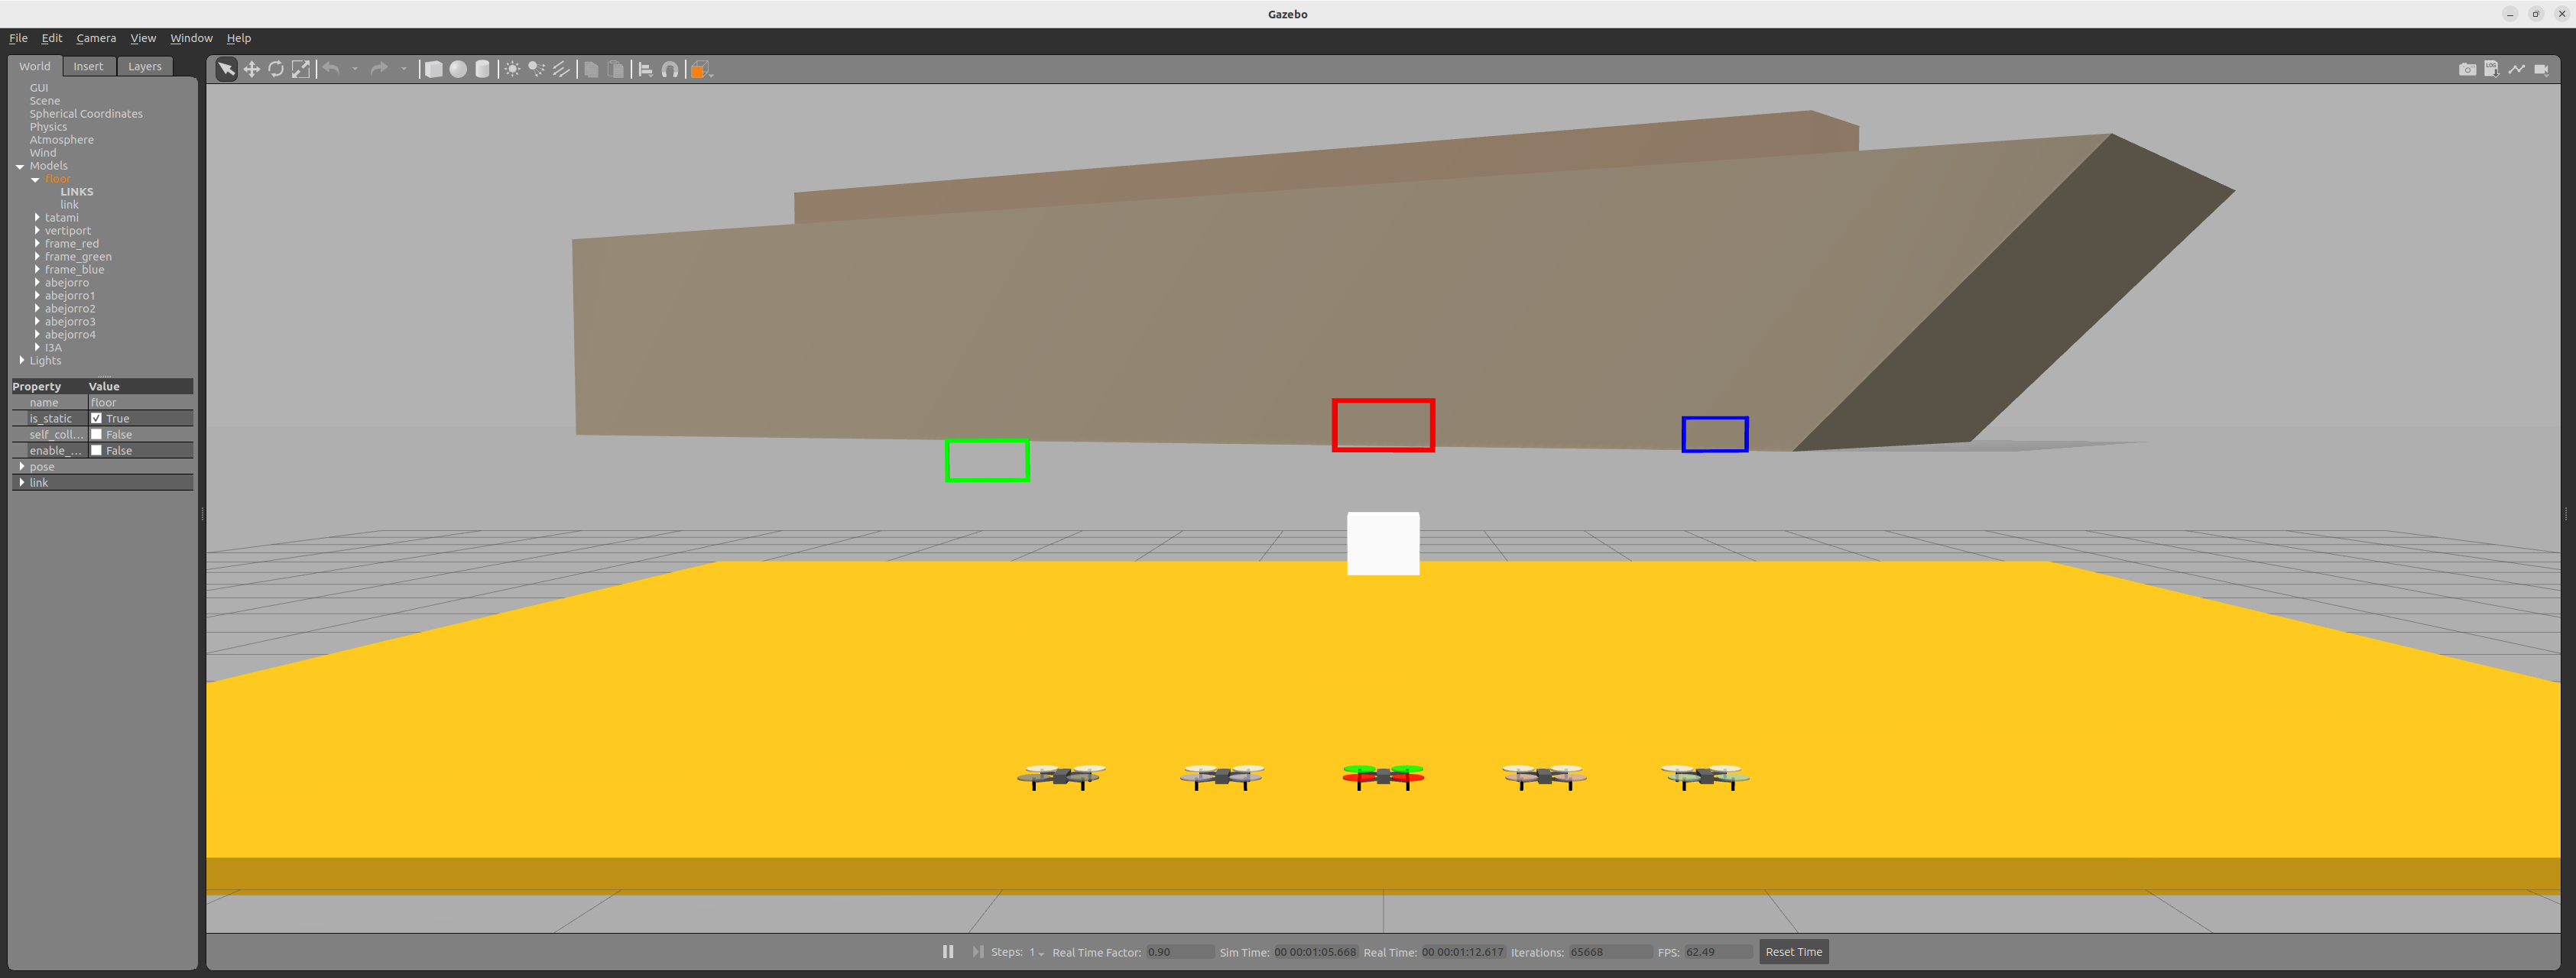 Gazebo
File Edit Camera View Window Help
World Insert Layers
GUI
Scene
Spherical Coordinates
Physics
Atmosphere
Wind
Models
floor
LINKS
link
tatami
vertiport
frame_red
frame_green
frame_blue
abejorro
abejorro1
abejorro2
abejorro3
abejorro4
I3A
Lights
Property Value
name floor
is_static True
self_coll... False
enable_... False
pose
link
LOG
Steps: 1 Real Time Factor: 0.90 Sim Time: 00 00:01:05.668 Real Time: 00 00:01:12.617 Iterations: 65668 FPS: 62.49 Reset Time